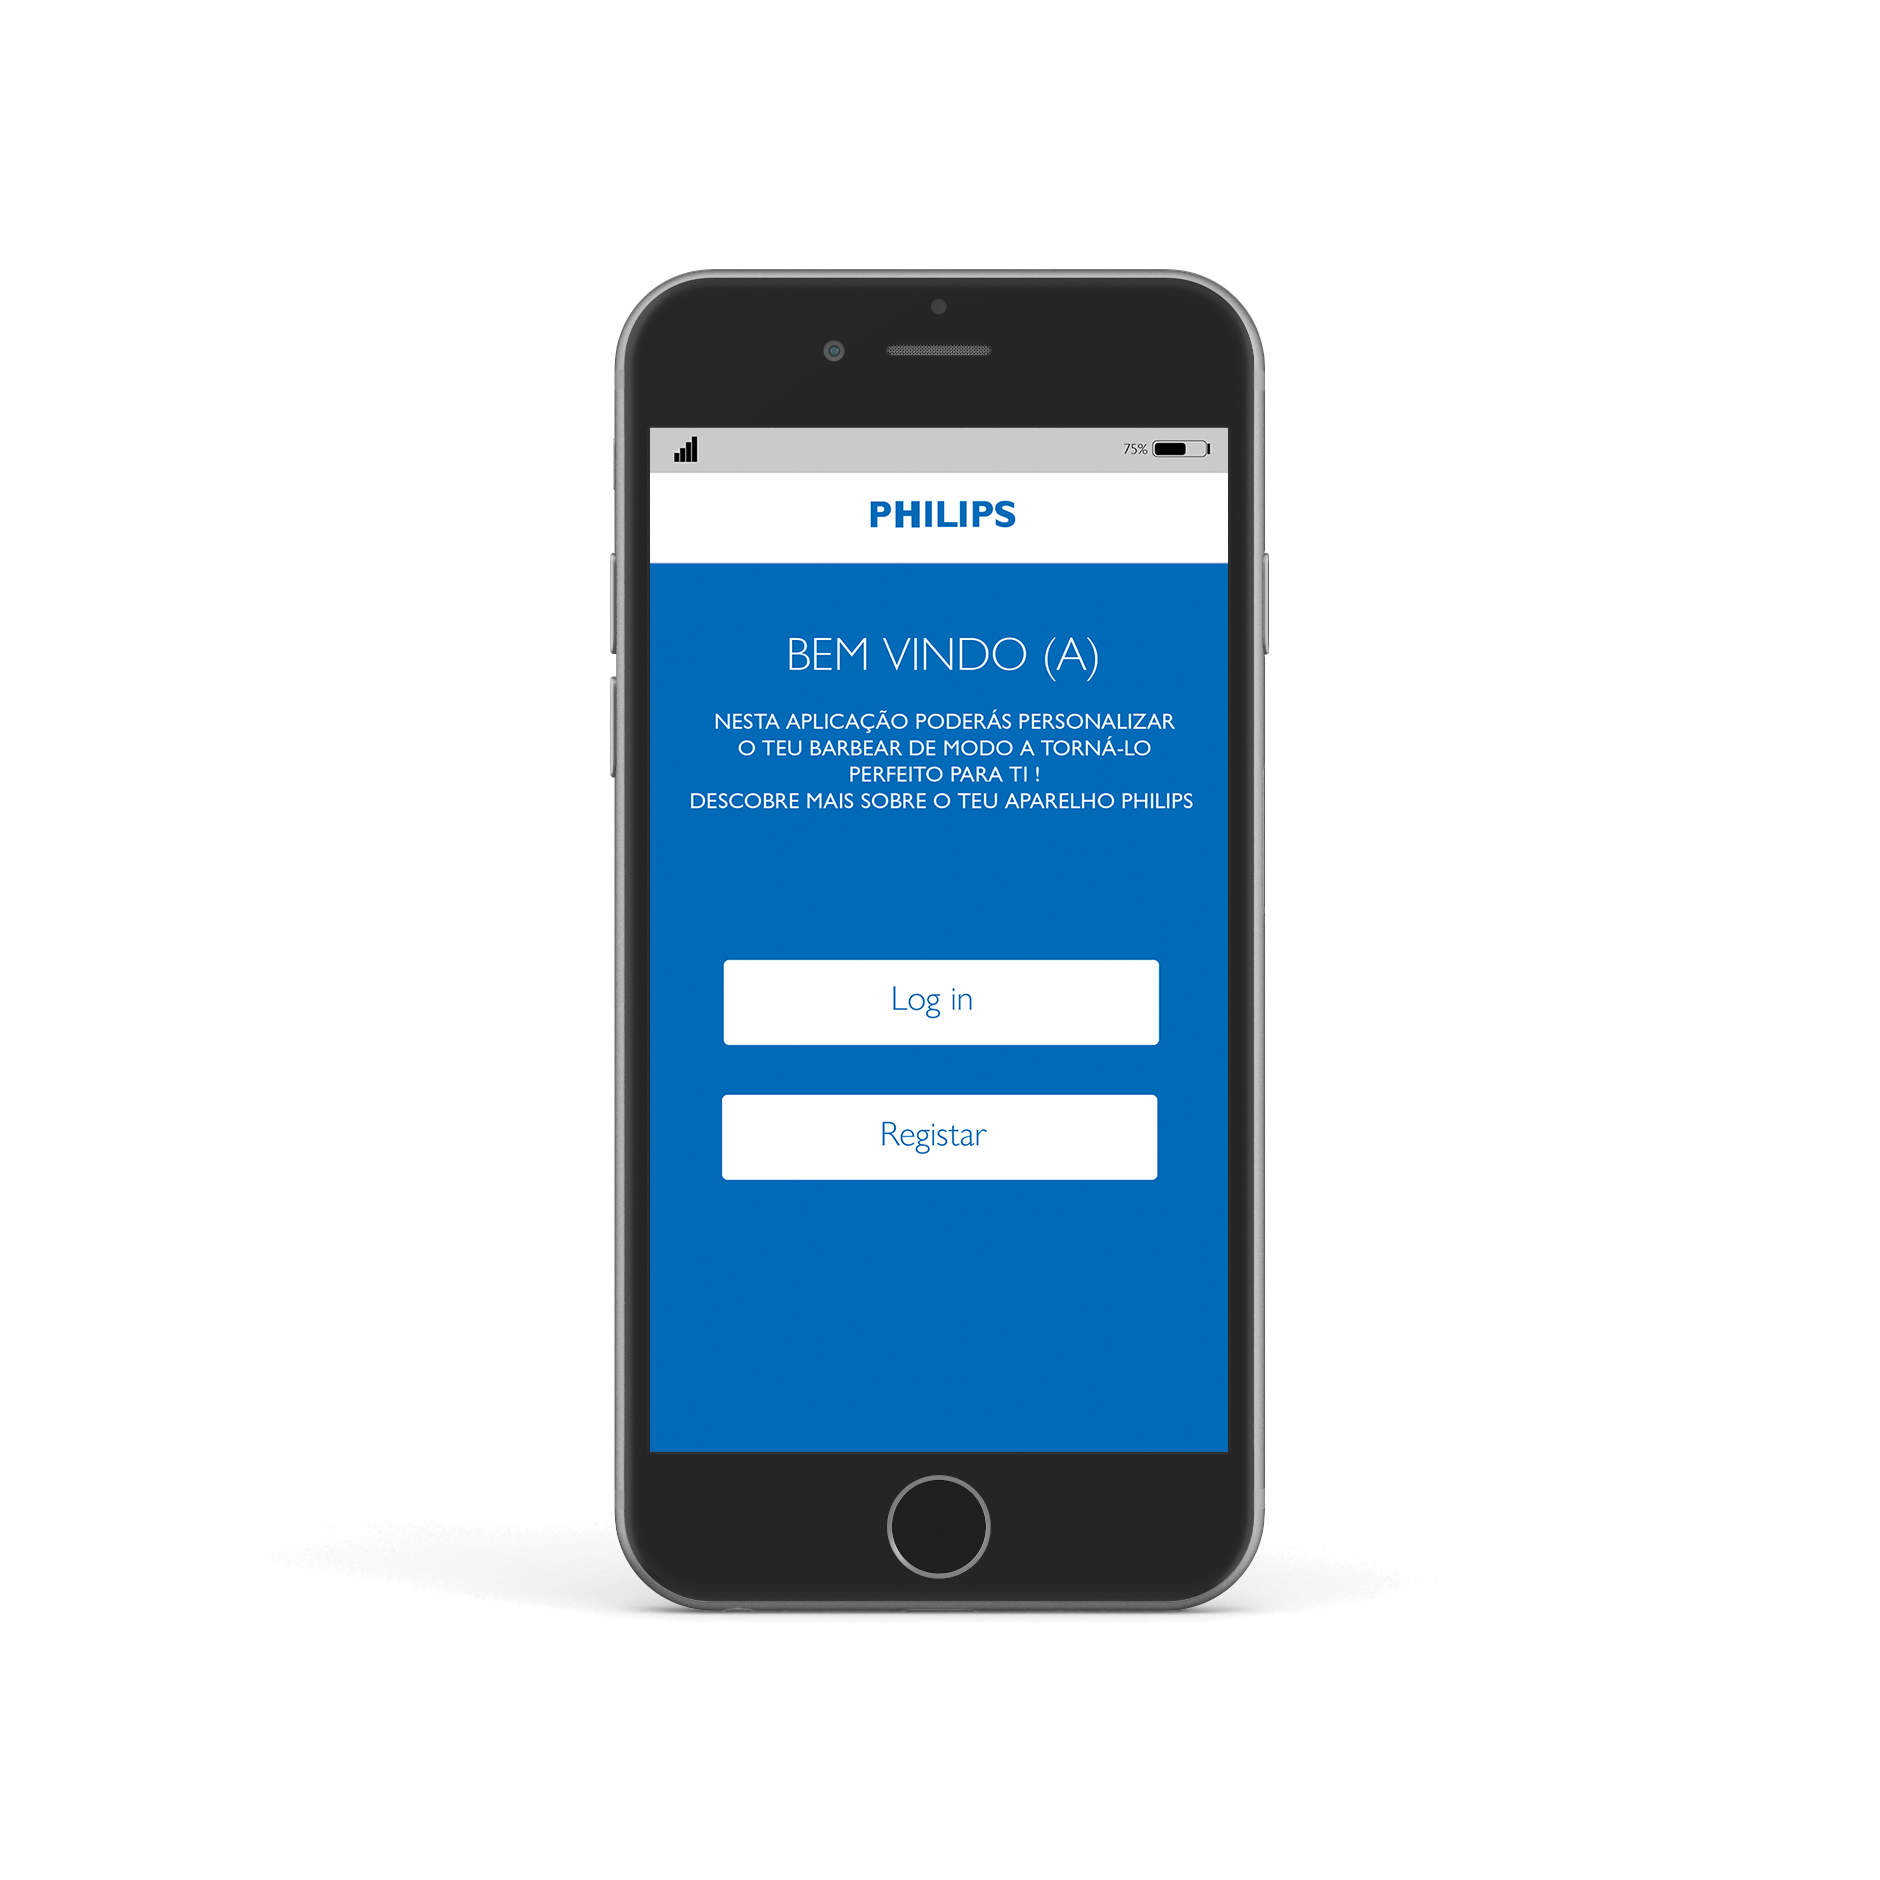 75%
PHILIPS
BEM VINDO (A)
NESTA APLICAÇÃO PODERÁS PERSONALIZAR
O TEU BARBEAR DE MODO A TORNÁ-LO
PERFEITO PARA TI !
DESCOBRE MAIS SOBRE O TEU APARELHO PHILIPS
Log in
Registar